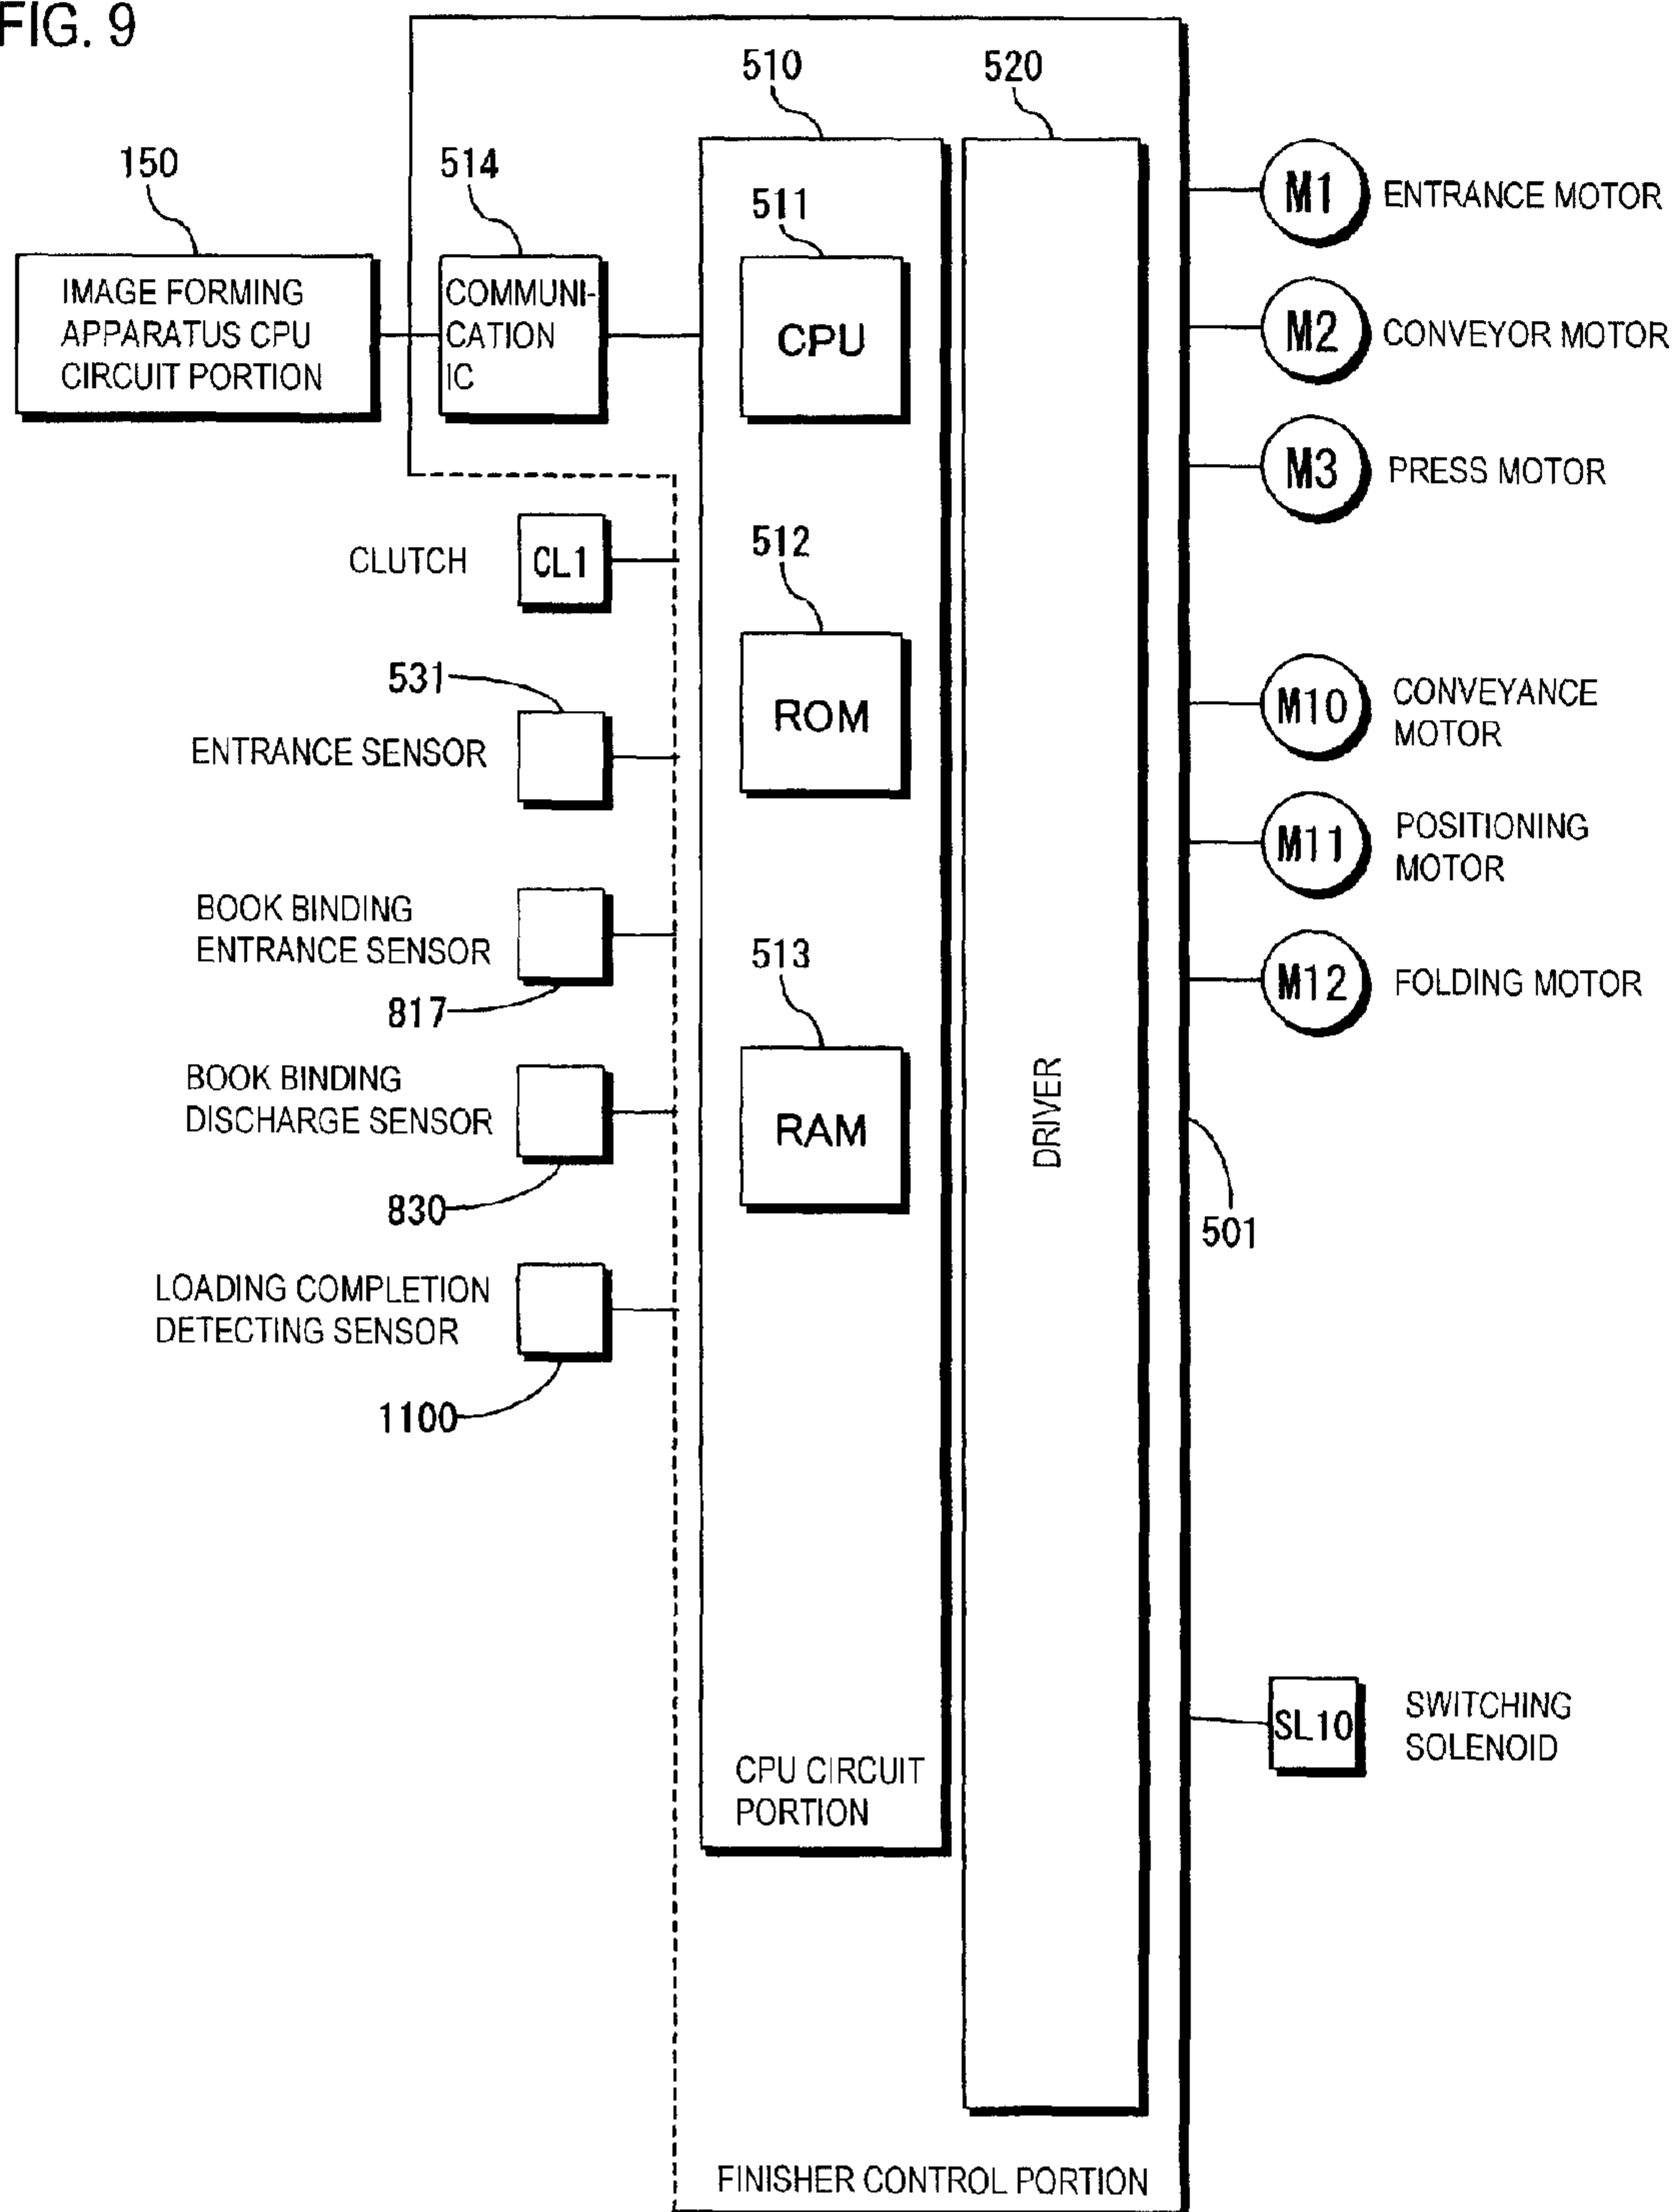 FIG. 9
510
520
150
514
511
M1 ENTRANCE MOTOR
IMAGE FORMING
APPARATUS CPU
CIRCUIT PORTION
COMMUNI-
CATION
IC
CPU
M2 CONVEYOR MOTOR
M3 PRESS MOTOR
CLUTCH CL1
512
531
ENTRANCE SENSOR
ROM
M10 CONVEYANCE
MOTOR
M11 POSITIONING
MOTOR
BOOK BINDING
ENTRANCE SENSOR
817
513
M12 FOLDING MOTOR
BOOK BINDING
DISCHARGE SENSOR
830
RAM
DRIVER
501
LOADING COMPLETION
DETECTING SENSOR
1100
SL10 SWITCHING
SOLENOID
CPU CIRCUIT
PORTION
FINISHER CONTROL PORTION